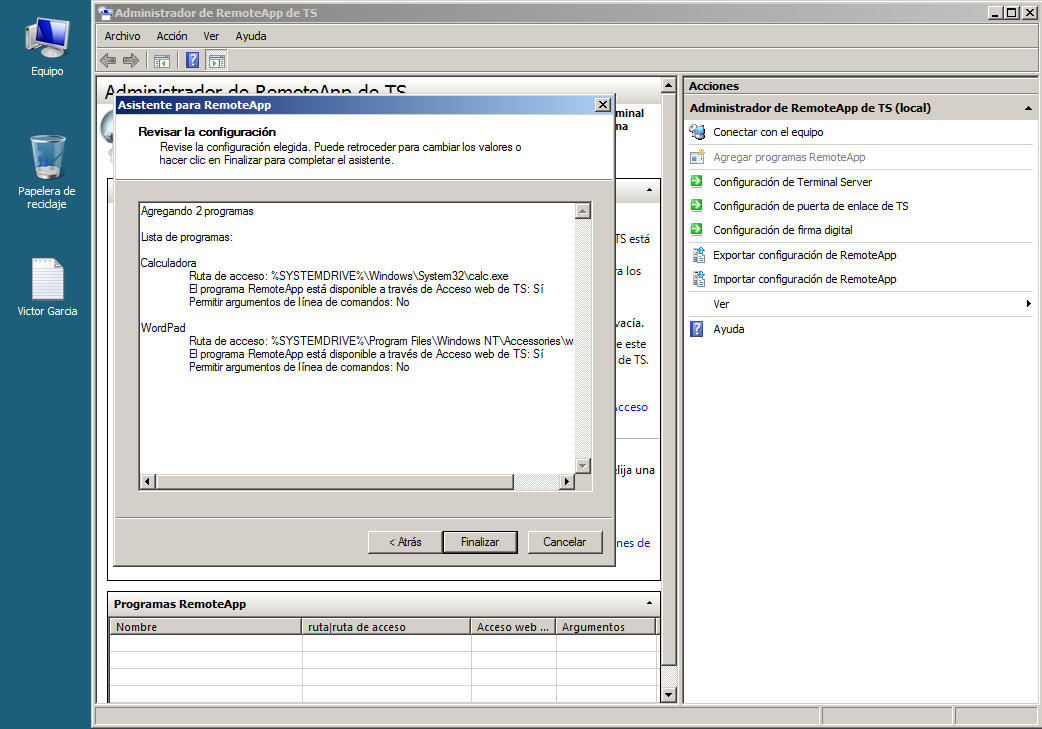 Equipo
Papelera de
reciclaje
Victor Garcia
Administrador de RemoteApp de TS
Archivo Acción Ver Ayuda
Administrador de RemoteApp de TS
Asistente para RemoteApp
Revisar la configuración
Revise la configuración elegida. Puede retroceder para cambiar los valores o
hacer clic en Finalizar para completar el asistente.
Agregando 2 programas
Lista de programas:
Calculadora
Ruta de acceso: %SYSTEMDRIVE%\Windows\System32\calc.exe
El programa RemoteApp está disponible a través de Acceso web de TS: Sí
Permitir argumentos de línea de comandos: No
WordPad
Ruta de acceso: %SYSTEMDRIVE%\Program Files\Windows NT\Accessories\w
El programa RemoteApp está disponible a través de Acceso web de TS: Sí
Permitir argumentos de línea de comandos: No
< Atrás Finalizar Cancelar
minal
ma
TS está
ra los
vacía.
e este
de TS.
Acceso
elija una
nes de
Programas RemoteApp
Nombre ruta|ruta de acceso Acceso web ... Argumentos
Acciones
Administrador de RemoteApp de TS (local)
Conectar con el equipo
Agregar programas RemoteApp
Configuración de Terminal Server
Configuración de puerta de enlace de TS
Configuración de firma digital
Exportar configuración de RemoteApp
Importar configuración de RemoteApp
Ver
Ayuda